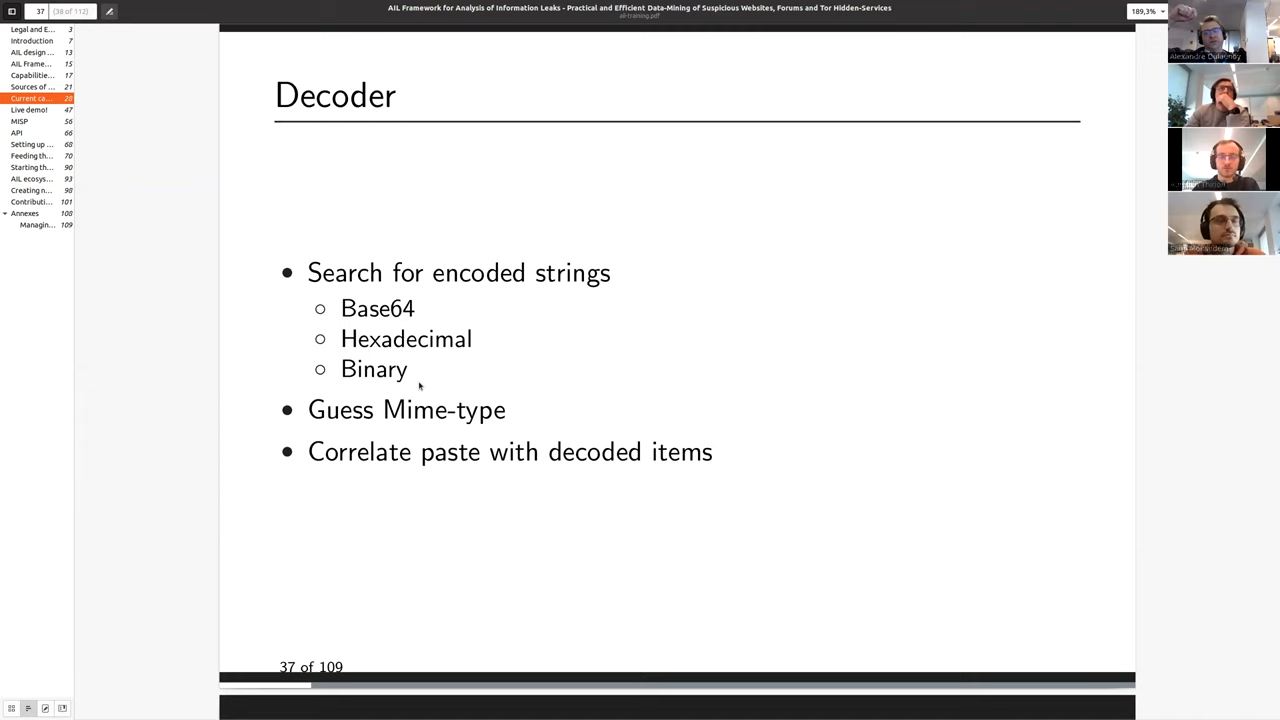 AIL Framework for Analysis of Information Leaks - Practical and Efficient Data-Mining of Suspicious Websites, Forums and Tor Hidden-Services
ail-training.pdf
37 (38 of 112)
189,3%
Legal and E... 3
Introduction 7
AIL design ... 13
AIL Frame... 15
Capabilitie... 17
Sources of ... 21
Current ca... 26
Live demo! 47
MISP 56
API 66
Setting up ... 68
Feeding th... 70
Starting th... 90
AIL ecosys... 93
Creating n... 98
Contributi... 101
Annexes 108
Managin... 109
Decoder
• Search for encoded strings
○ Base64
○ Hexadecimal
○ Binary
• Guess Mime-type
• Correlate paste with decoded items
37 of 109
Alexandre Dulaunoy